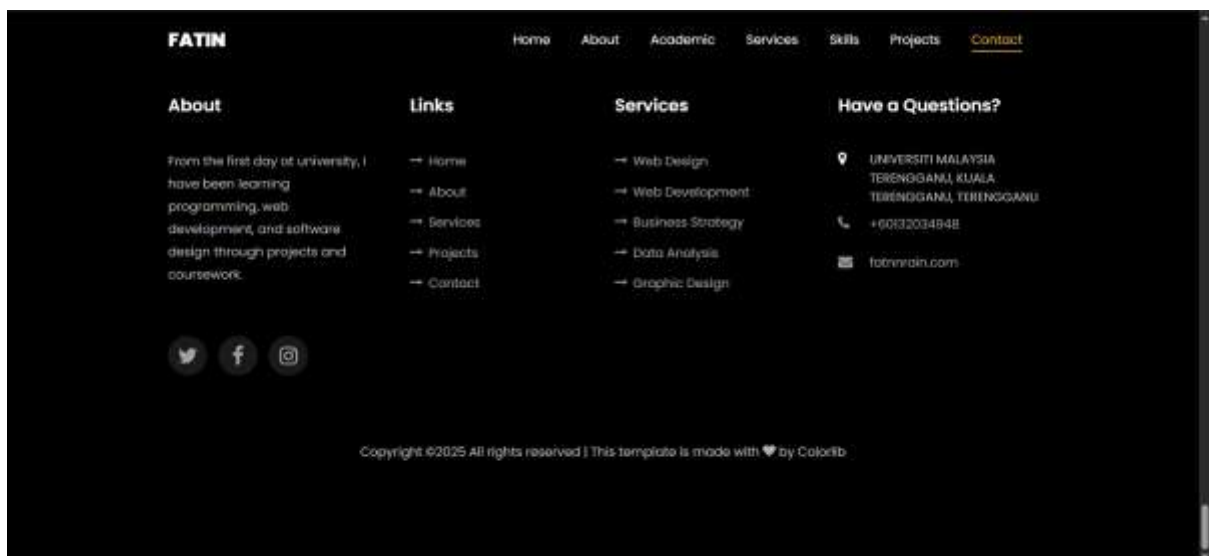 FATIN
Home About Academic Services Skills Projects Contact
About
From the first day at university, I
have been learning
programming, web
development, and software
design through projects and
coursework.
Links
→ Home
→ About
→ Services
→ Projects
→ Contact
Services
→ Web Design
→ Web Development
→ Business Strategy
→ Data Analysis
→ Graphic Design
Have a Questions?
UNIVERSITI MALAYSIA
TERENGGANU, KUALA
TERENGGANU, TERENGGANU
+60132034948
Copyright ©2025 All rights reserved | This template is made with ♥ by Colorlib